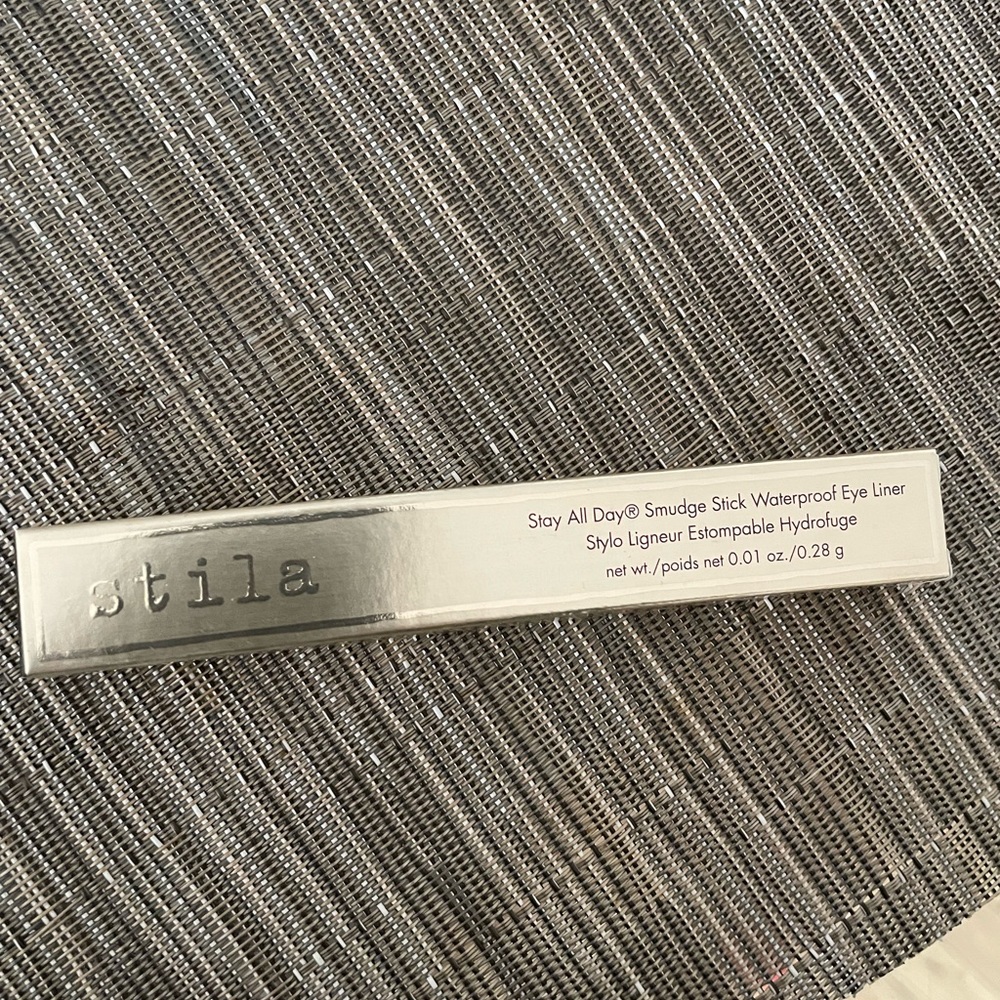 stila
Stay All Day® Smudge Stick Waterproof Eye Liner
Stylo Ligneur Estompable Hydrofuge
net wt./poids net 0.01 oz./0.28 g